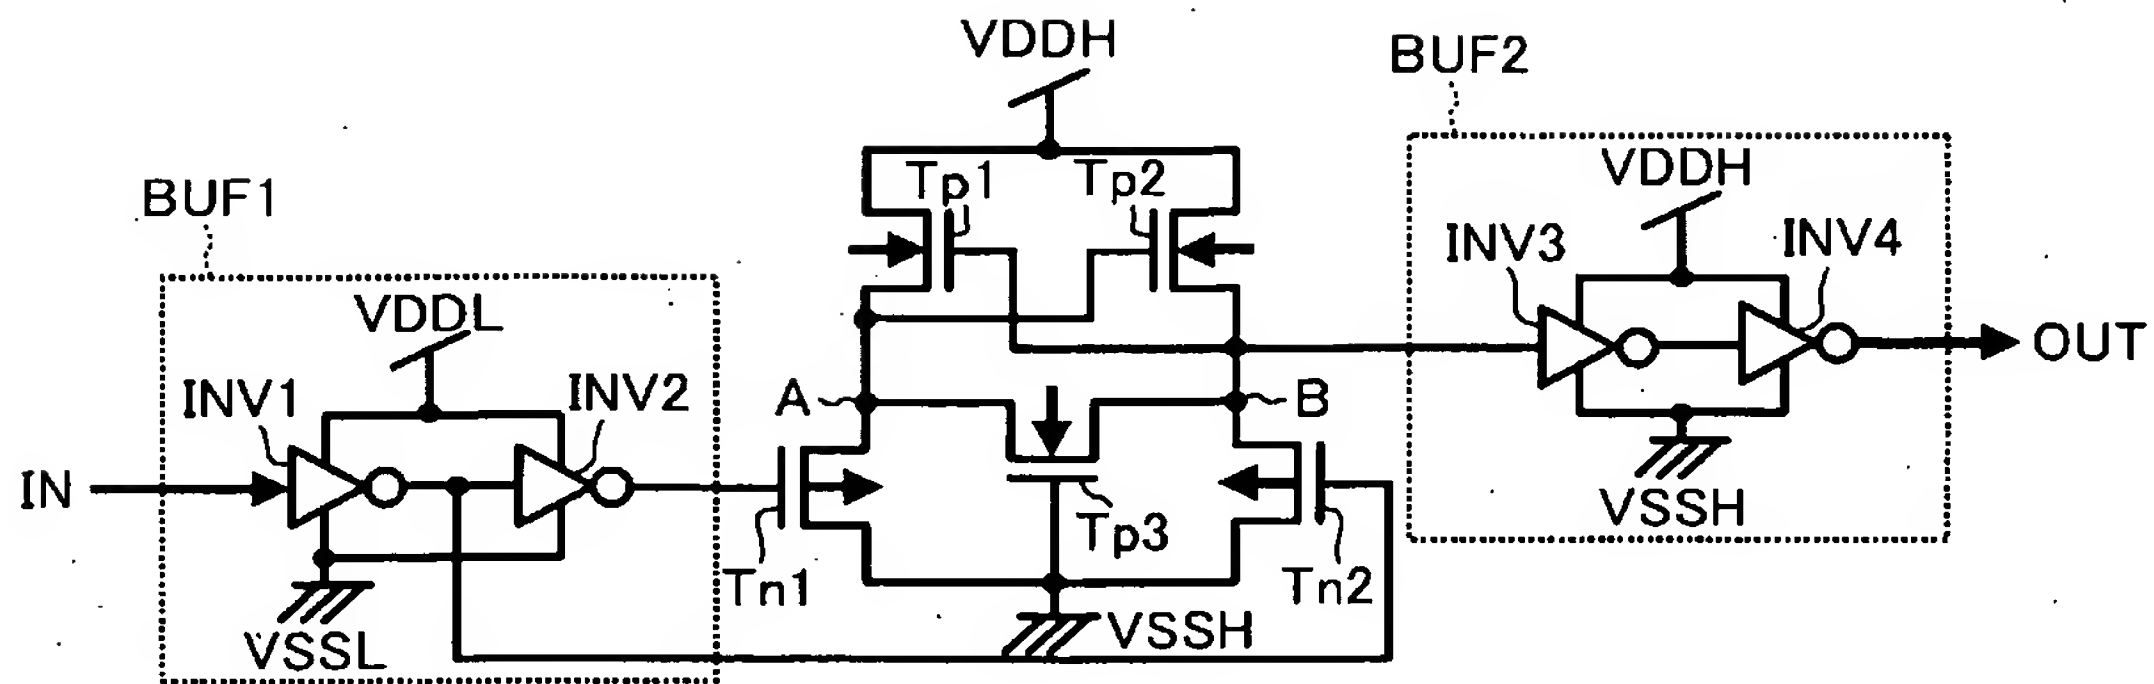 VDDH
BUF2
Tp1
Tp2
VDDH
BUF1
INV3
INV4
VDDL
OUT
INV1
INV2
A
B
IN
VSSH
Tp3
Tn1
Tn2
VSSH
VSSL